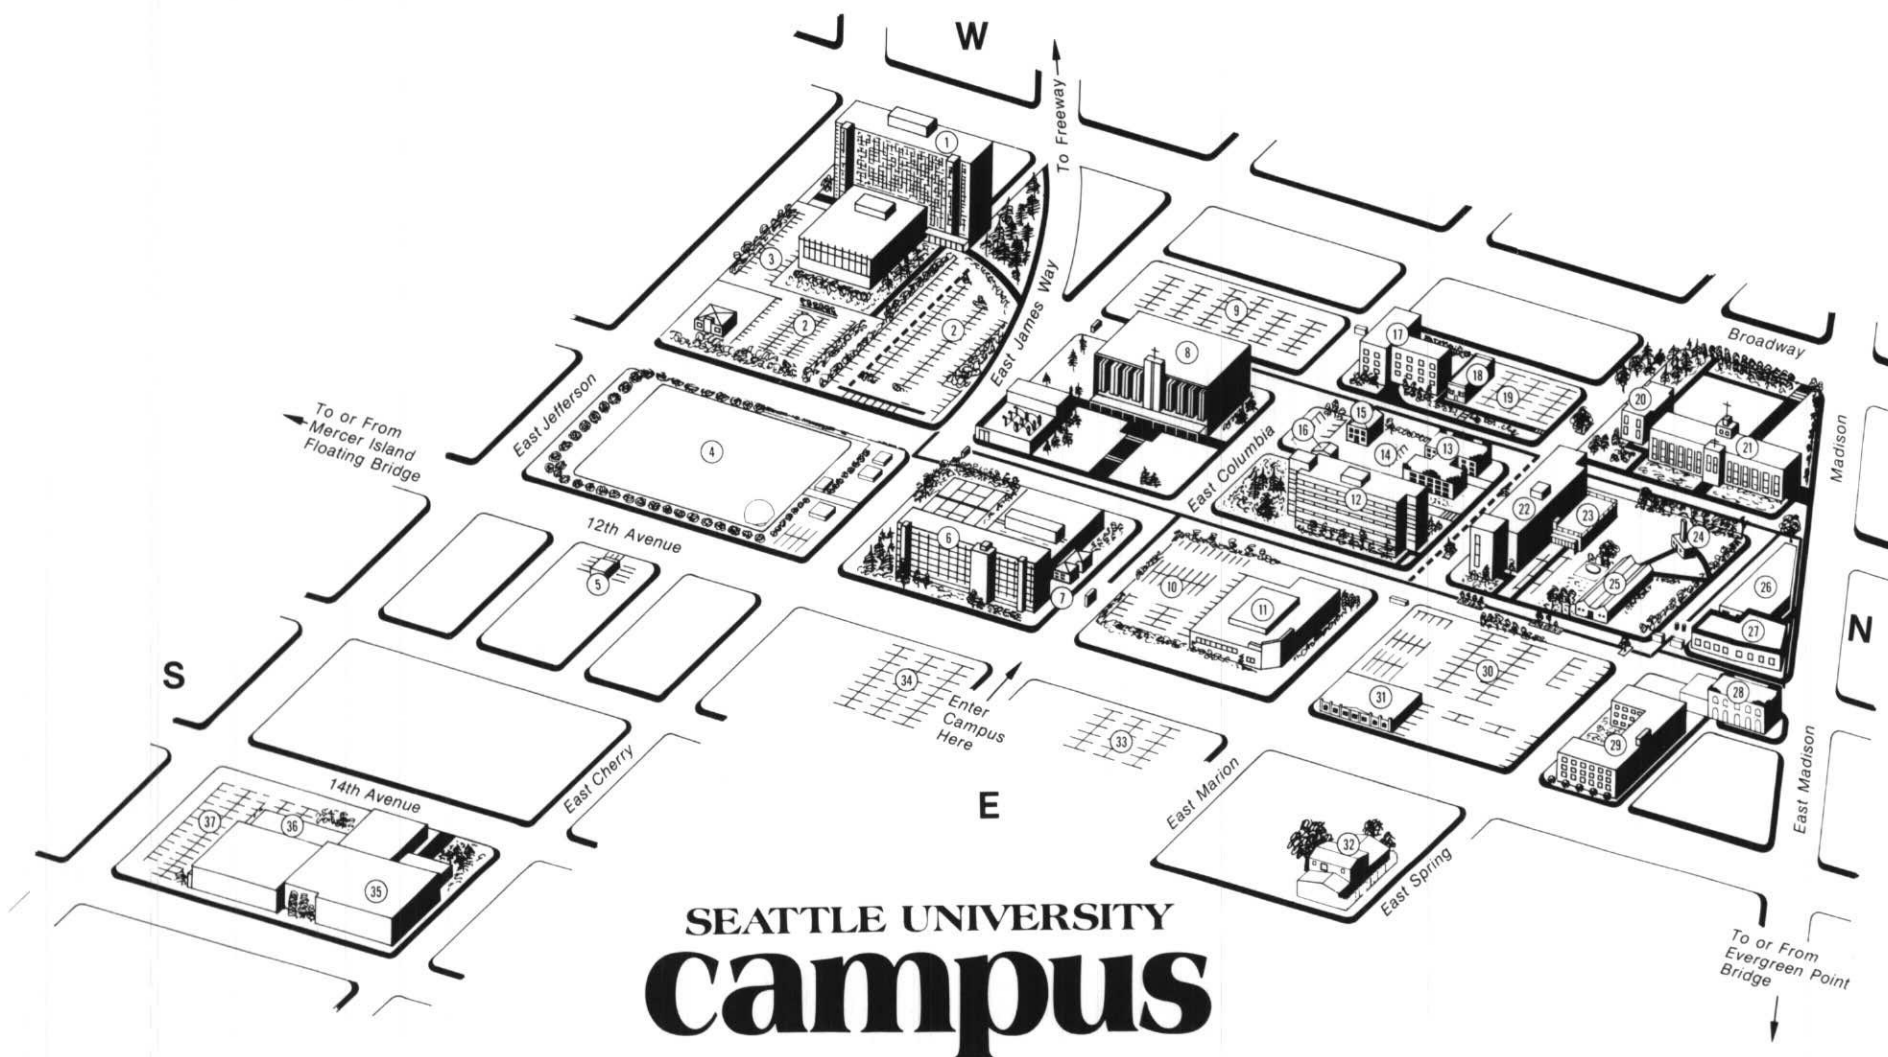 W
To Freeway
1
3
2
2
East James Way
9
8
17
18
19
Broadway
20
21
Madison
East Jefferson
To or From
Mercer Island
Floating Bridge
4
15
16
13
14
East Columbia
12
22
23
24
25
26
27
N
12th Avenue
5
6
7
10
11
S
34
Enter
Campus
Here
33
30
31
28
29
East Madison
East Marion
East Cherry
14th Avenue
37
36
35
E
32
East Spring
To or From
Evergreen Point
Bridge
SEATTLE UNIVERSITY
campus